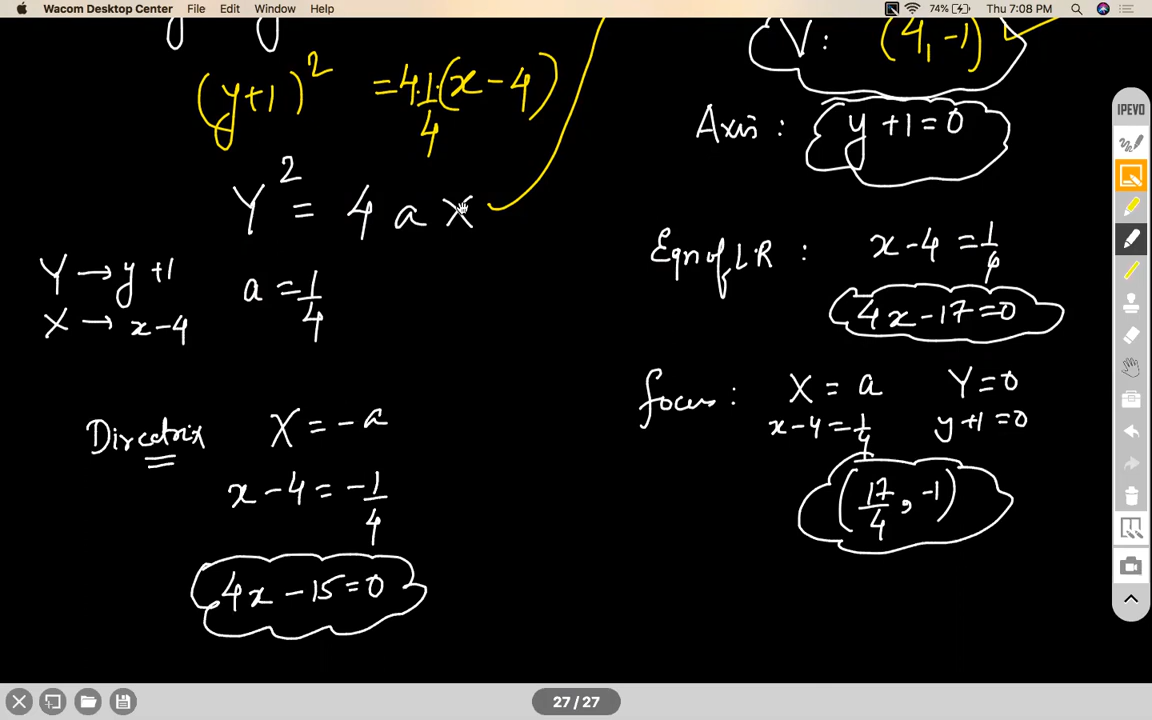 Wacom Desktop Center File Edit Window Help 74% Thu 7:08 PM
(y+1)² = 4·1/4 (x-4)
Y² = 4 a X
Y → y+1
X → x-4
a = 1/4
Directrix X = -a
x-4 = -1/4
4x-15=0
V: (4,-1)
Axis: y+1=0
Eqn of LR: x-4 = 1/4
4x-17=0
focus: X = a Y=0
x-4=1/4 y+1=0
(17/4, -1)
IPEVO
27 / 27